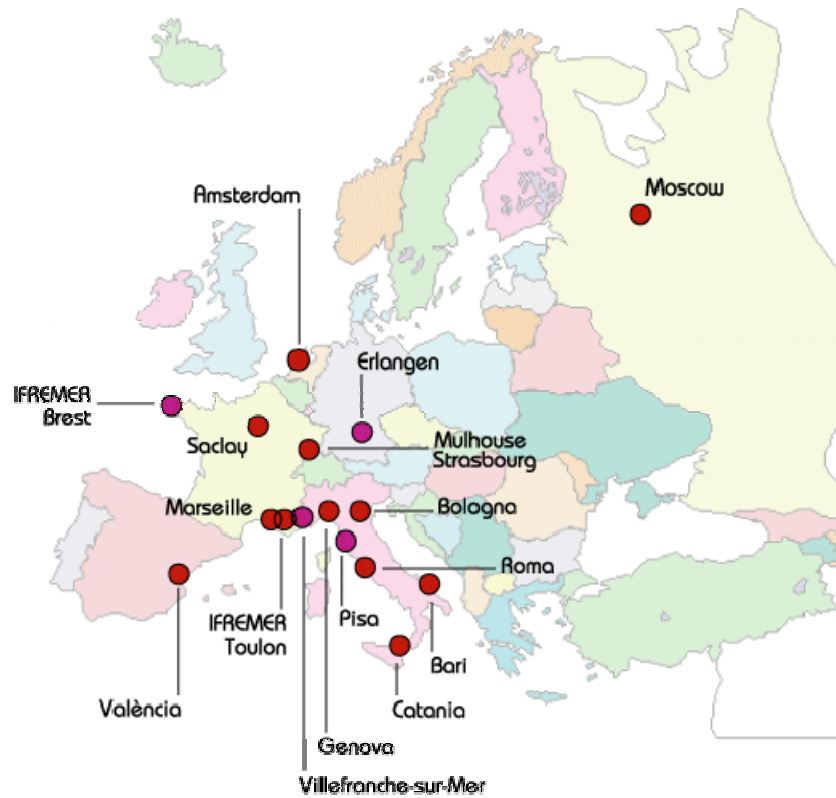 Moscow
Amsterdam
Erlangen
IFREMER
Brest
Saclay
Mulhouse
Strasbourg
Marseille
Bologna
Roma
IFREMER
Toulon
Pisa
Bari
València
Catania
Genova
Villefranche-sur-Mer